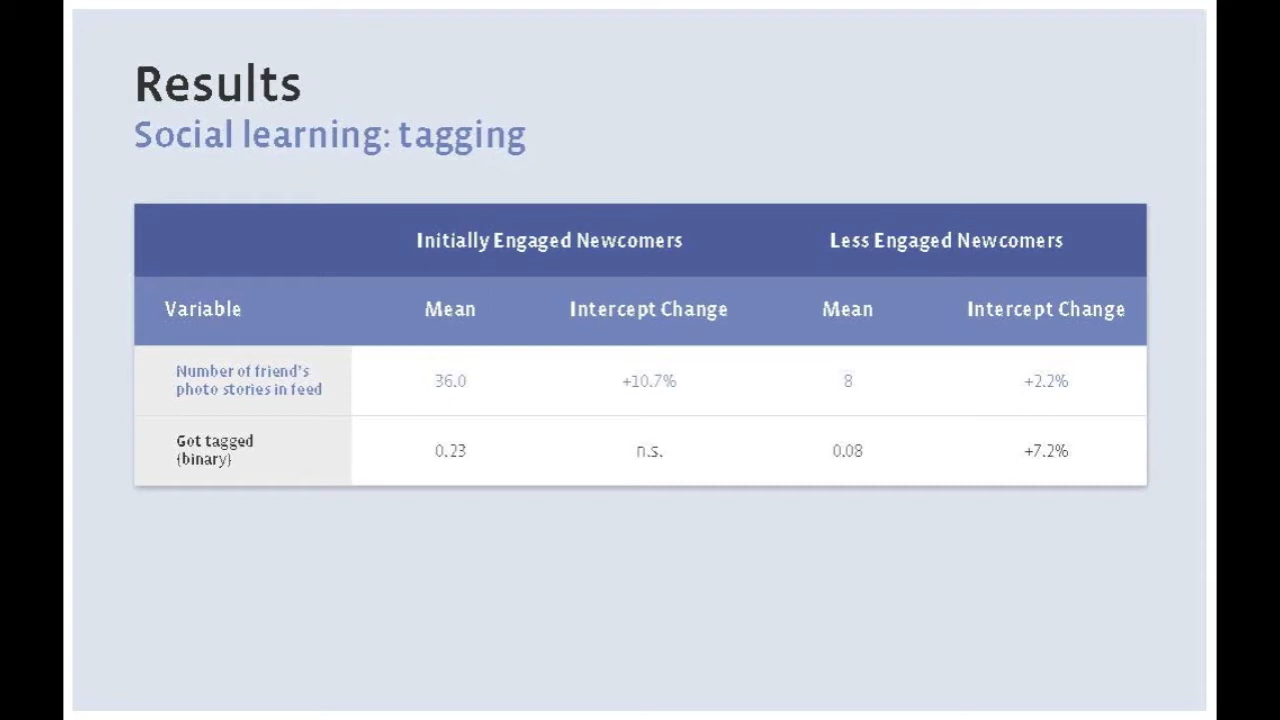 Results
Social learning: tagging
Initially Engaged Newcomers Less Engaged Newcomers
Variable Mean Intercept Change Mean Intercept Change
Number of friend's
photo stories in feed 36.0 +10.7% 8 +2.2%
Got tagged
(binary) 0.23 n.s. 0.08 +7.2%